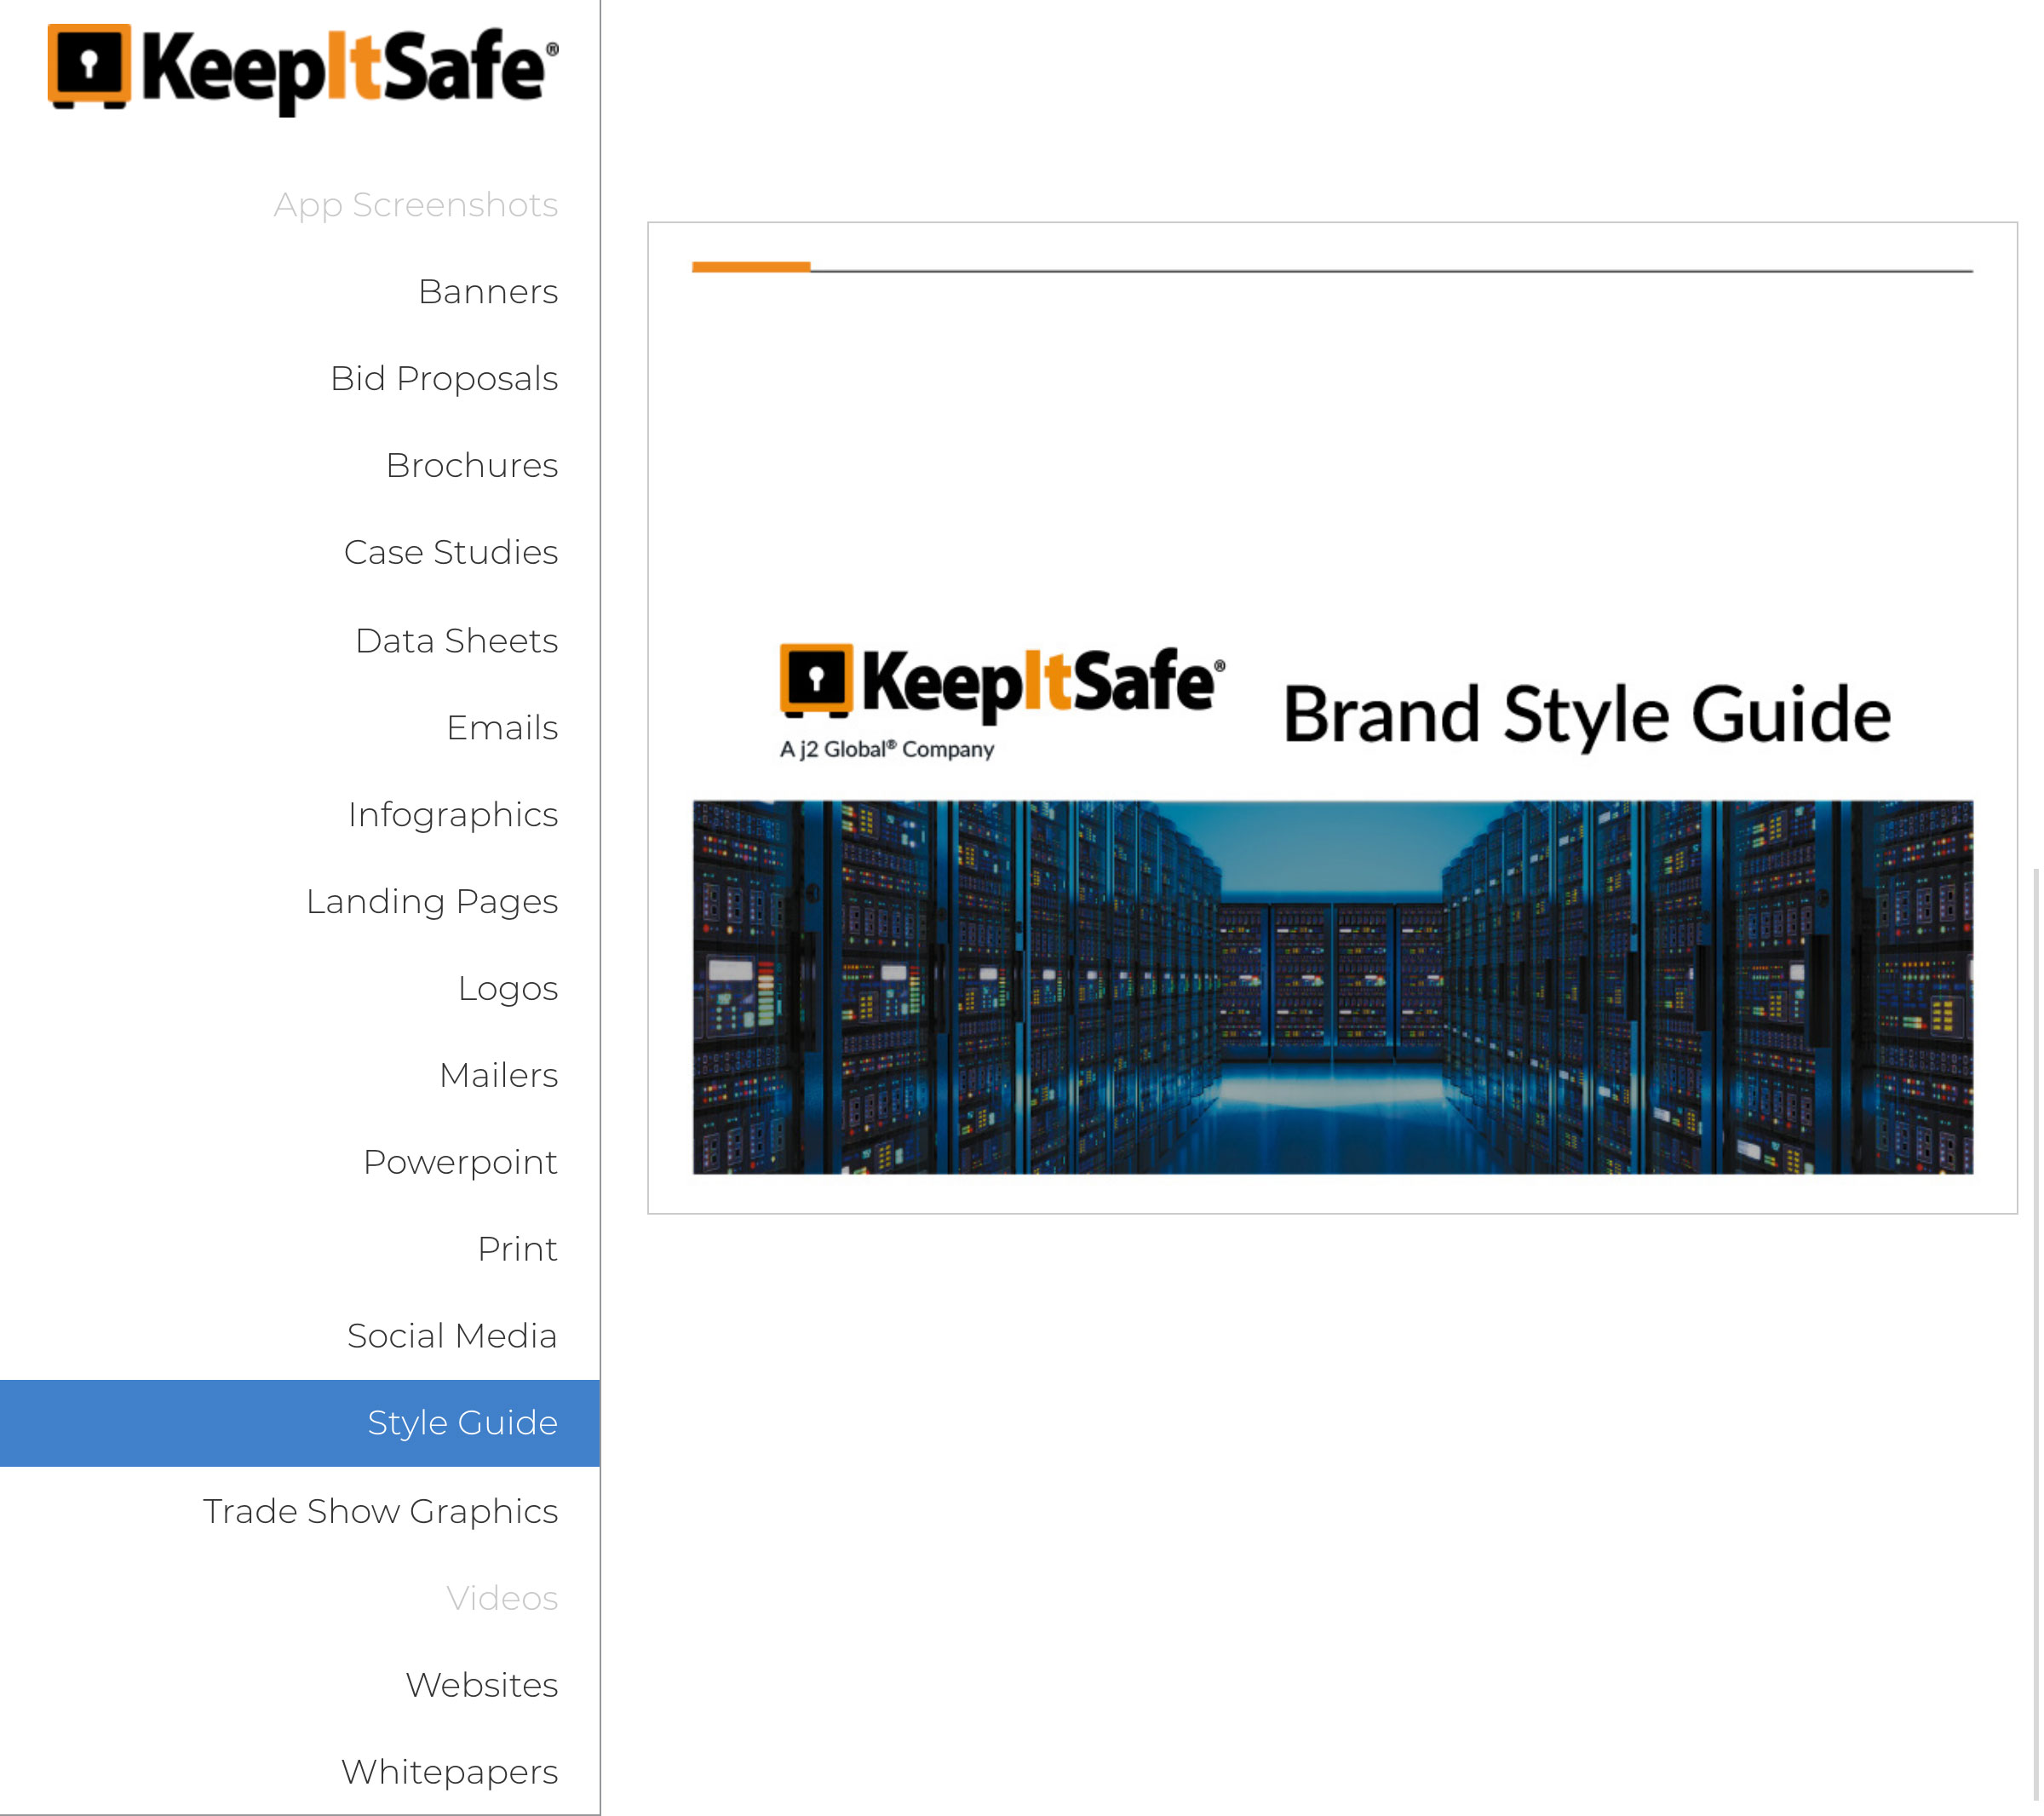 KeepItSafe®
App Screenshots
Banners
Bid Proposals
Brochures
Case Studies
Data Sheets
Emails
Infographics
Landing Pages
Logos
Mailers
Powerpoint
Print
Social Media
Style Guide
Trade Show Graphics
Videos
Websites
Whitepapers
KeepItSafe®
A j2 Global® Company
Brand Style Guide